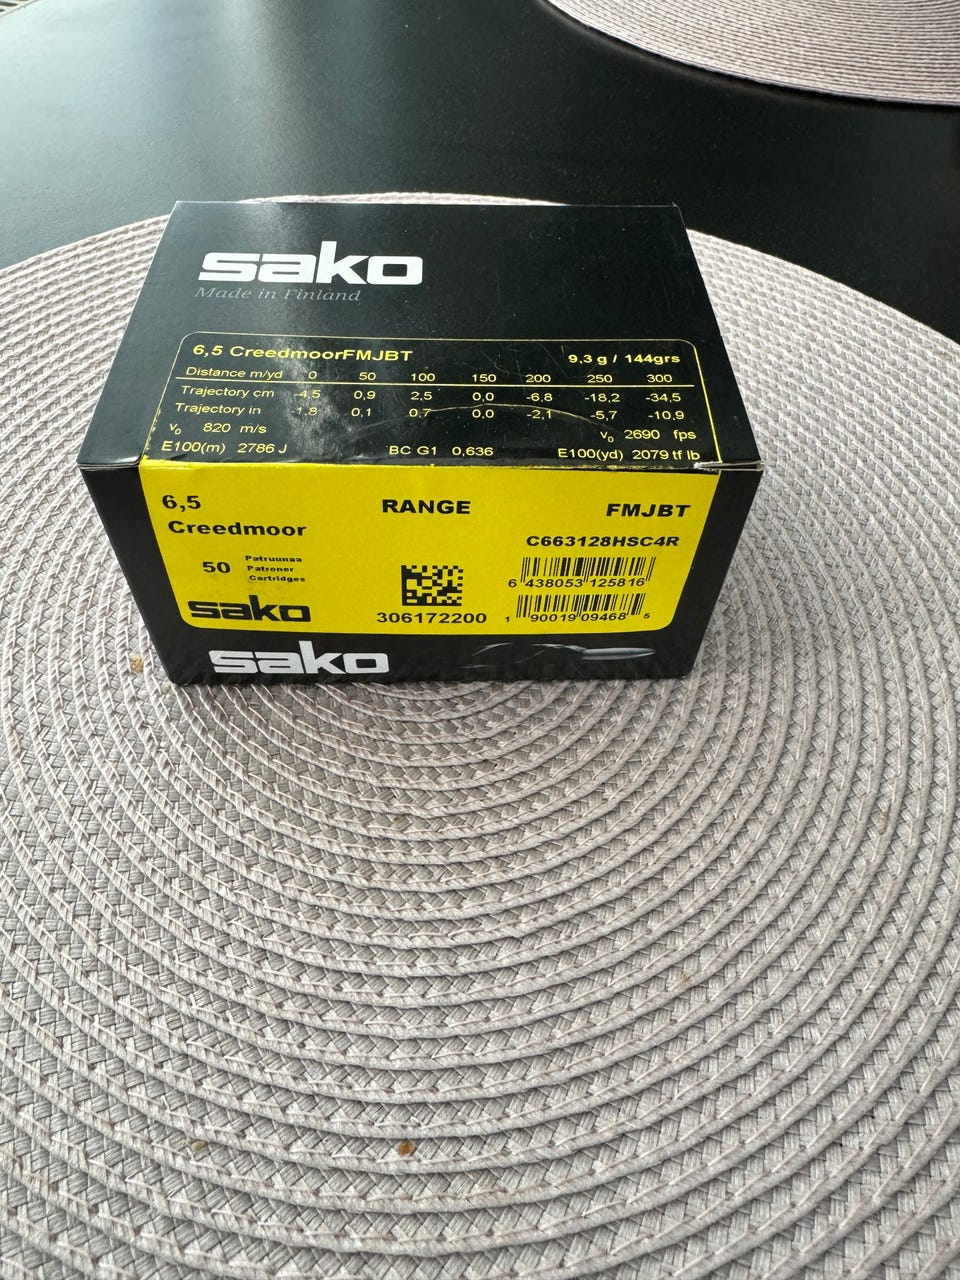 sako
Made in Finland
6,5 CreedmoorFMJBT 9,3 g / 144grs
Distance m/yd 0 50 100 150 200 250 300
Trajectory cm -4,5 0,9 2,5 0,0 -6,8 -18,2 -34,5
Trajectory in -1,8 0,1 0,7 0,0 -2,1 -5,7 -10,9
v₀ 820 m/s v₀ 2690 fps
E100(m) 2786 J BC G1 0,636 E100(yd) 2079 tf lb
6,5 RANGE FMJBT
Creedmoor
C663128HSC4R
50 Patruunaa
Patroner
Cartridges
6 438053 125816
sako 306172200 1 90019 09468 5
sako